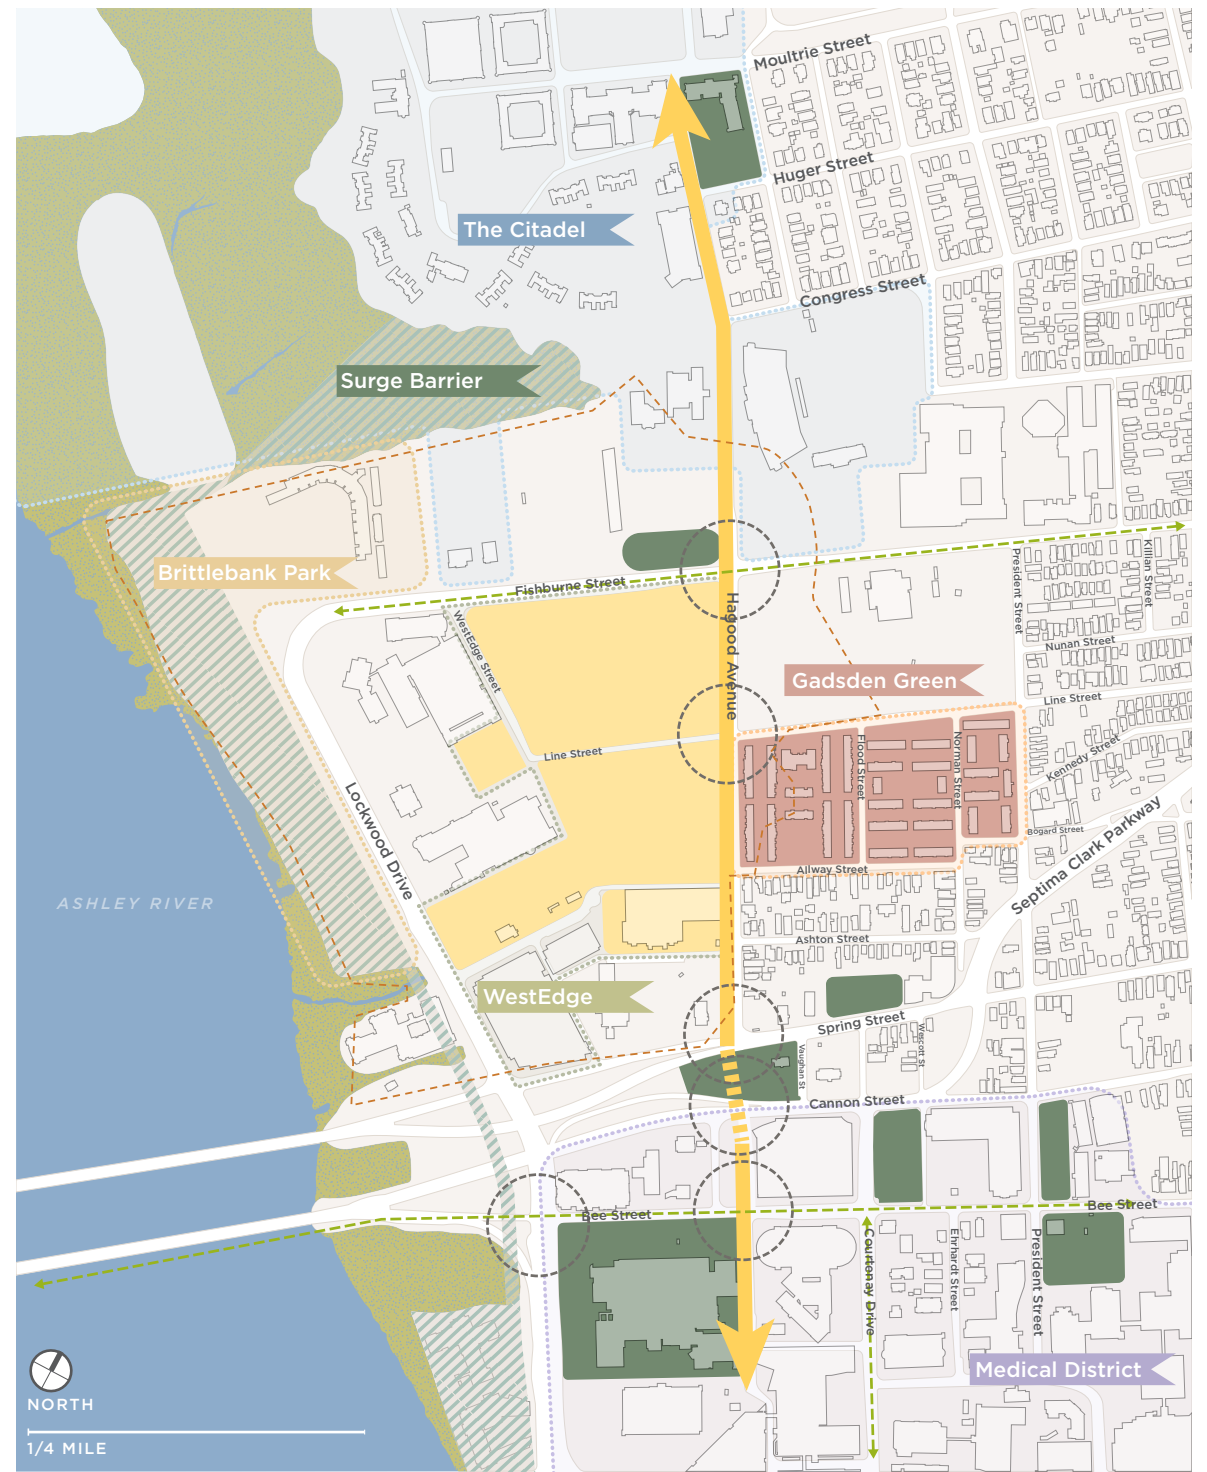 Moultrie Street
Huger Street
The Citadel
Congress Street
Surge Barrier
Brittlebank Park
Fishburne Street
Hagood Avenue
President Street
Killian Street
WestEdge Street
Nunan Street
Gadsden Green
Line Street
Line Street
Kennedy Street
Flood Street
Norman Street
Lockwood Drive
Bogard Street
Septima Clark Parkway
Allway Street
ASHLEY RIVER
Ashton Street
WestEdge
Spring Street
Wescott St
Vaughan St
Cannon Street
Bee Street
Bee Street
Courtenay Drive
Ehrhardt Street
President Street
Medical District
NORTH
1/4 MILE